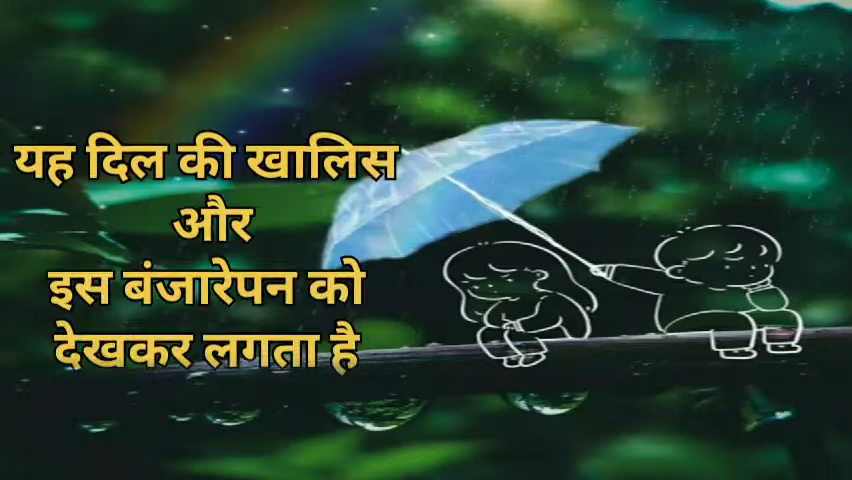 यह दिल की खालिस
और
इस बंजारेपन को
देखकर लगता है